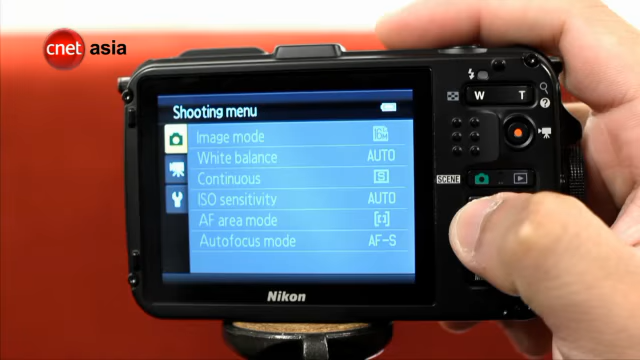 cnet asia
Shooting menu
Image mode
White balance AUTO
Continuous S
ISO sensitivity AUTO
AF area mode
Autofocus mode AF-S
W T
SCENE
Nikon